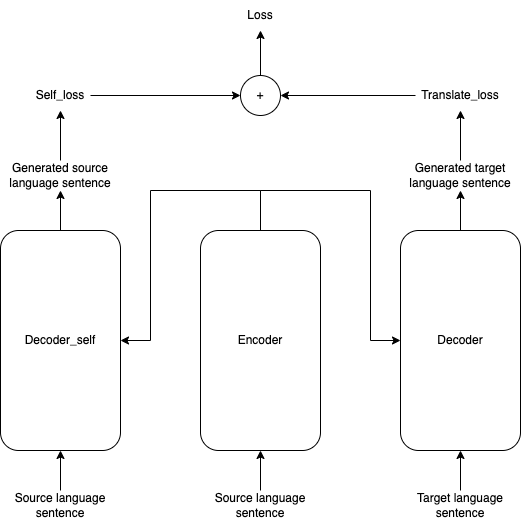 Loss
Self_loss
+
Translate_loss
Generated source
language sentence
Generated target
language sentence
Decoder_self
Encoder
Decoder
Source language
sentence
Source language
sentence
Target language
sentence